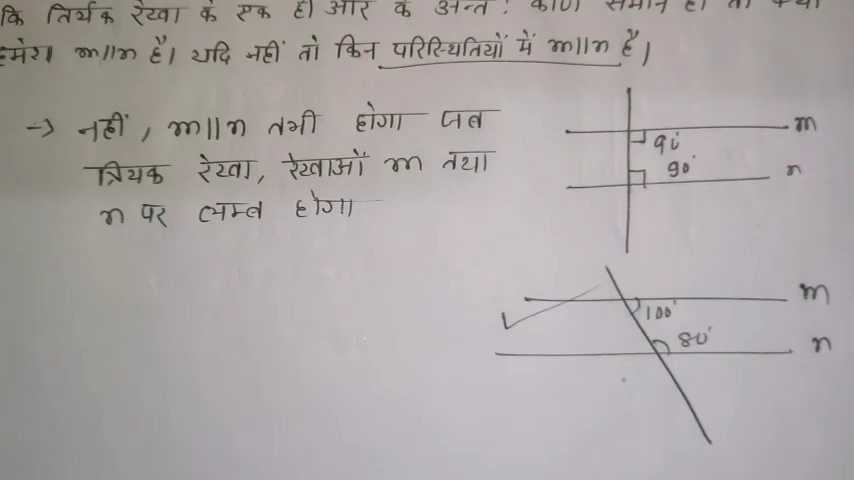 कि तिर्यक रेखा के एक ही ओर के अन्तः कोण समान हो तो क्या
हमेशा m||n है। यदि नहीं तो किन परिस्थितियों में m||n है।
→ नहीं, m||n तभी होगा जब
त्रियक रेखा, रेखाओं m तथा
n पर लम्ब होगा
m
90°
90°
n
m
100°
80°
n